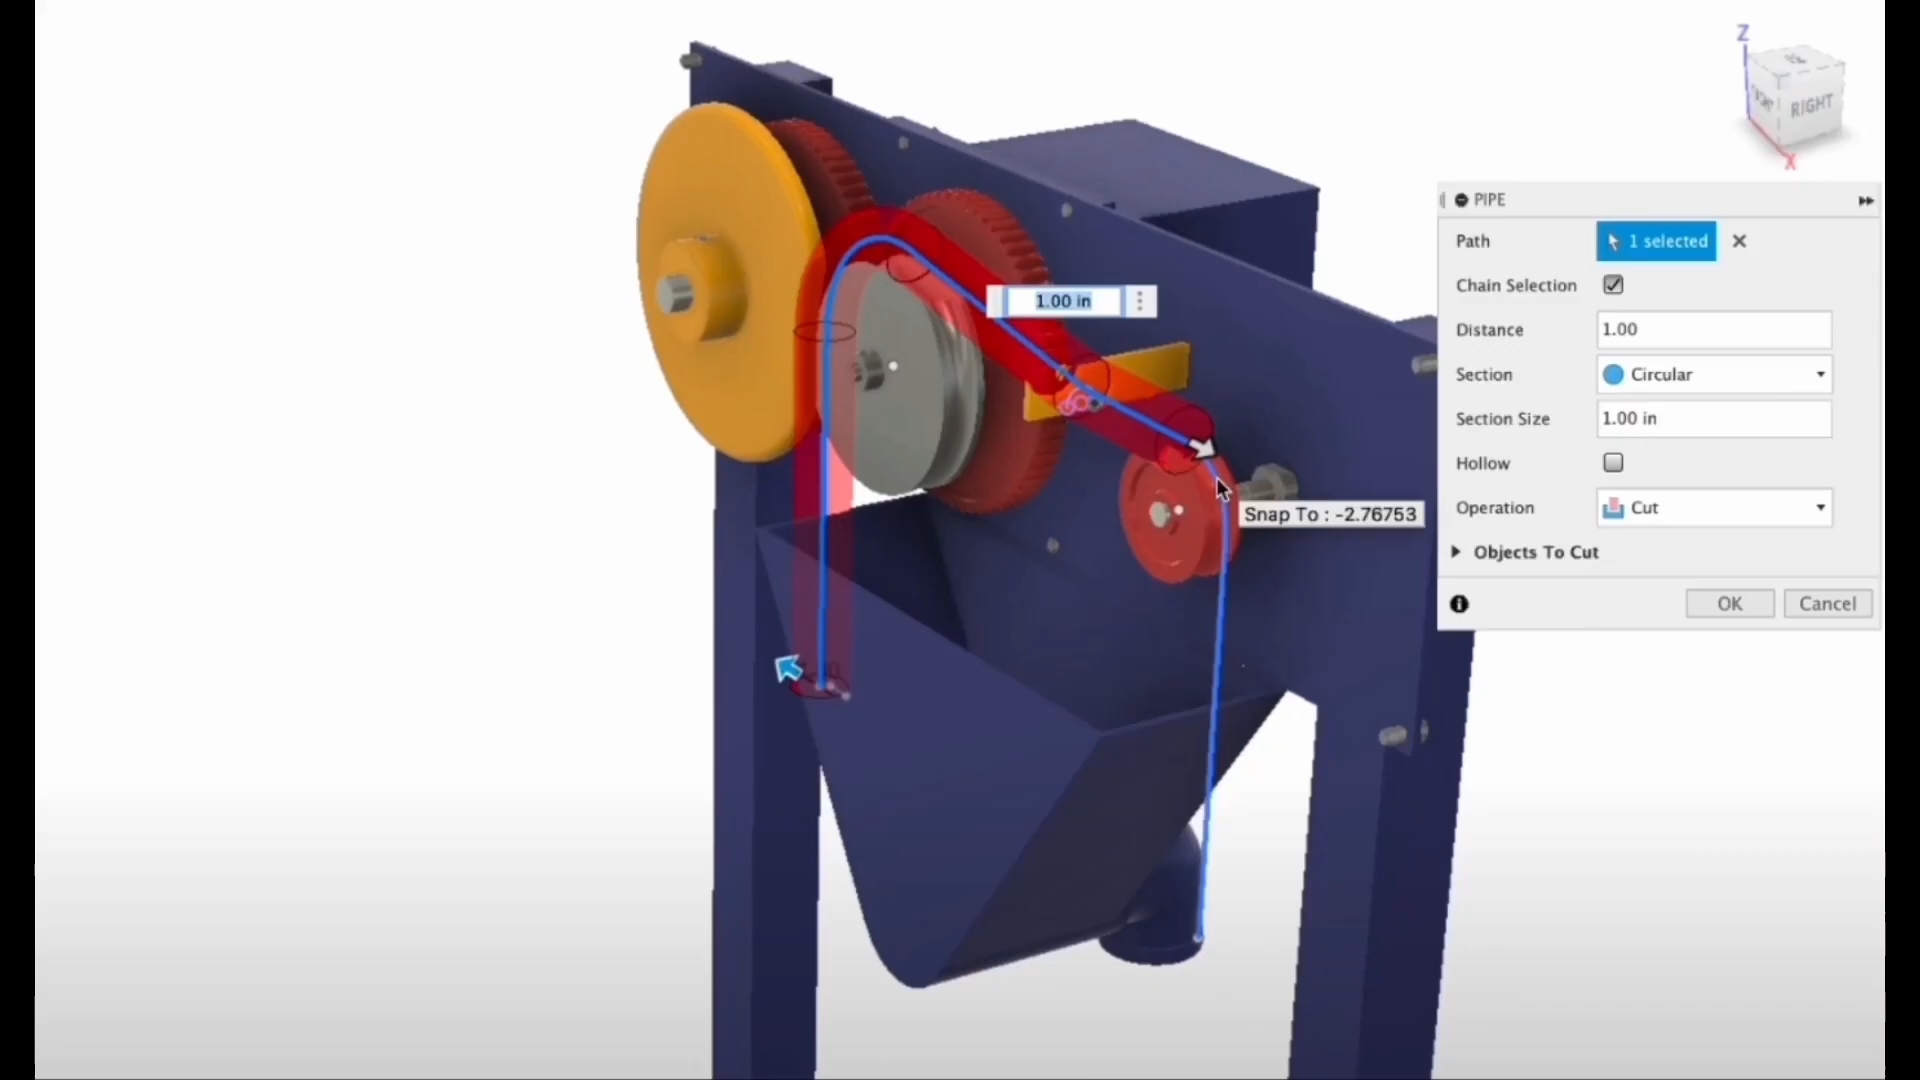 Z
RIGHT
X
PIPE
Path
1 selected
Chain Selection
Distance
1.00
Section
Circular
Section Size
1.00 in
Hollow
Operation
Cut
Objects To Cut
OK
Cancel
1.00 in
Snap To : -2.76753